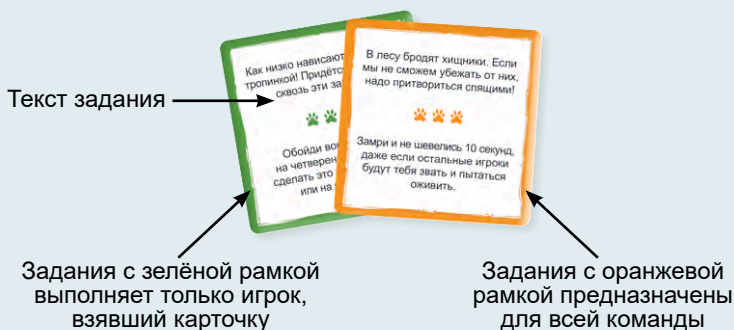 Как низко нависают
тропинкой! Придётс
сквозь эти за
Обойди во
на четверен
сделать это
или на
В лесу бродят хищники. Если
мы не сможем убежать от них,
надо притвориться спящими!
Замри и не шевелись 10 секунд,
даже если остальные игроки
будут тебя звать и пытаться
оживить.
Текст задания
Задания с зелёной рамкой
выполняет только игрок,
взявший карточку
Задания с оранжевой
рамкой предназначены
для всей команды